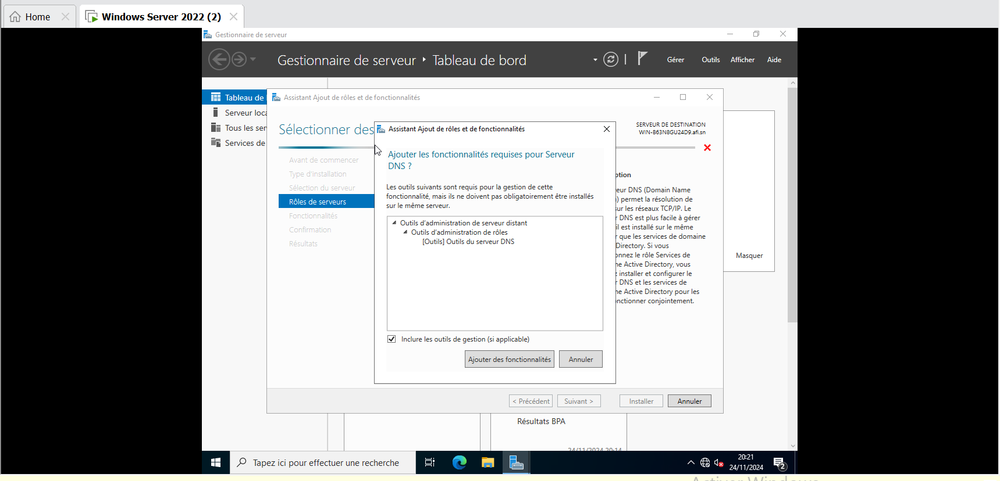 Home
Windows Server 2022 (2)
Gestionnaire de serveur
Gestionnaire de serveur
Tableau de bord
Gérer
Outils
Afficher
Aide
Tableau de
Serveur loca
Tous les ser
Services de
Assistant Ajout de rôles et de fonctionnalités
Sélectionner des
SERVEUR DE DESTINATION
WIN-B63N8GU24D9.afi.sn
Avant de commencer
Type d'installation
Sélection du serveur
Rôles de serveurs
Fonctionnalités
Confirmation
Résultats
Assistant Ajout de rôles et de fonctionnalités
Ajouter les fonctionnalités requises pour Serveur
DNS ?
Les outils suivants sont requis pour la gestion de cette
fonctionnalité, mais ils ne doivent pas obligatoirement être installés
sur le même serveur.
Outils d'administration de serveur distant
Outils d'administration de rôles
[Outils] Outils du serveur DNS
Inclure les outils de gestion (si applicable)
Ajouter des fonctionnalités
Annuler
ption
eur DNS (Domain Name
) permet la résolution de
sur les réseaux TCP/IP. Le
r DNS est plus facile à gérer
il est installé sur le même
r que les services de domaine
Directory. Si vous
onnez le rôle Services de
ne Active Directory, vous
z installer et configurer le
r DNS et les services de
ne Active Directory pour les
onctionner conjointement.
Masquer
< Précédent
Suivant >
Installer
Annuler
Résultats BPA
24/11/2024 20:14
Tapez ici pour effectuer une recherche
20:21
24/11/2024
2
Activer Windows